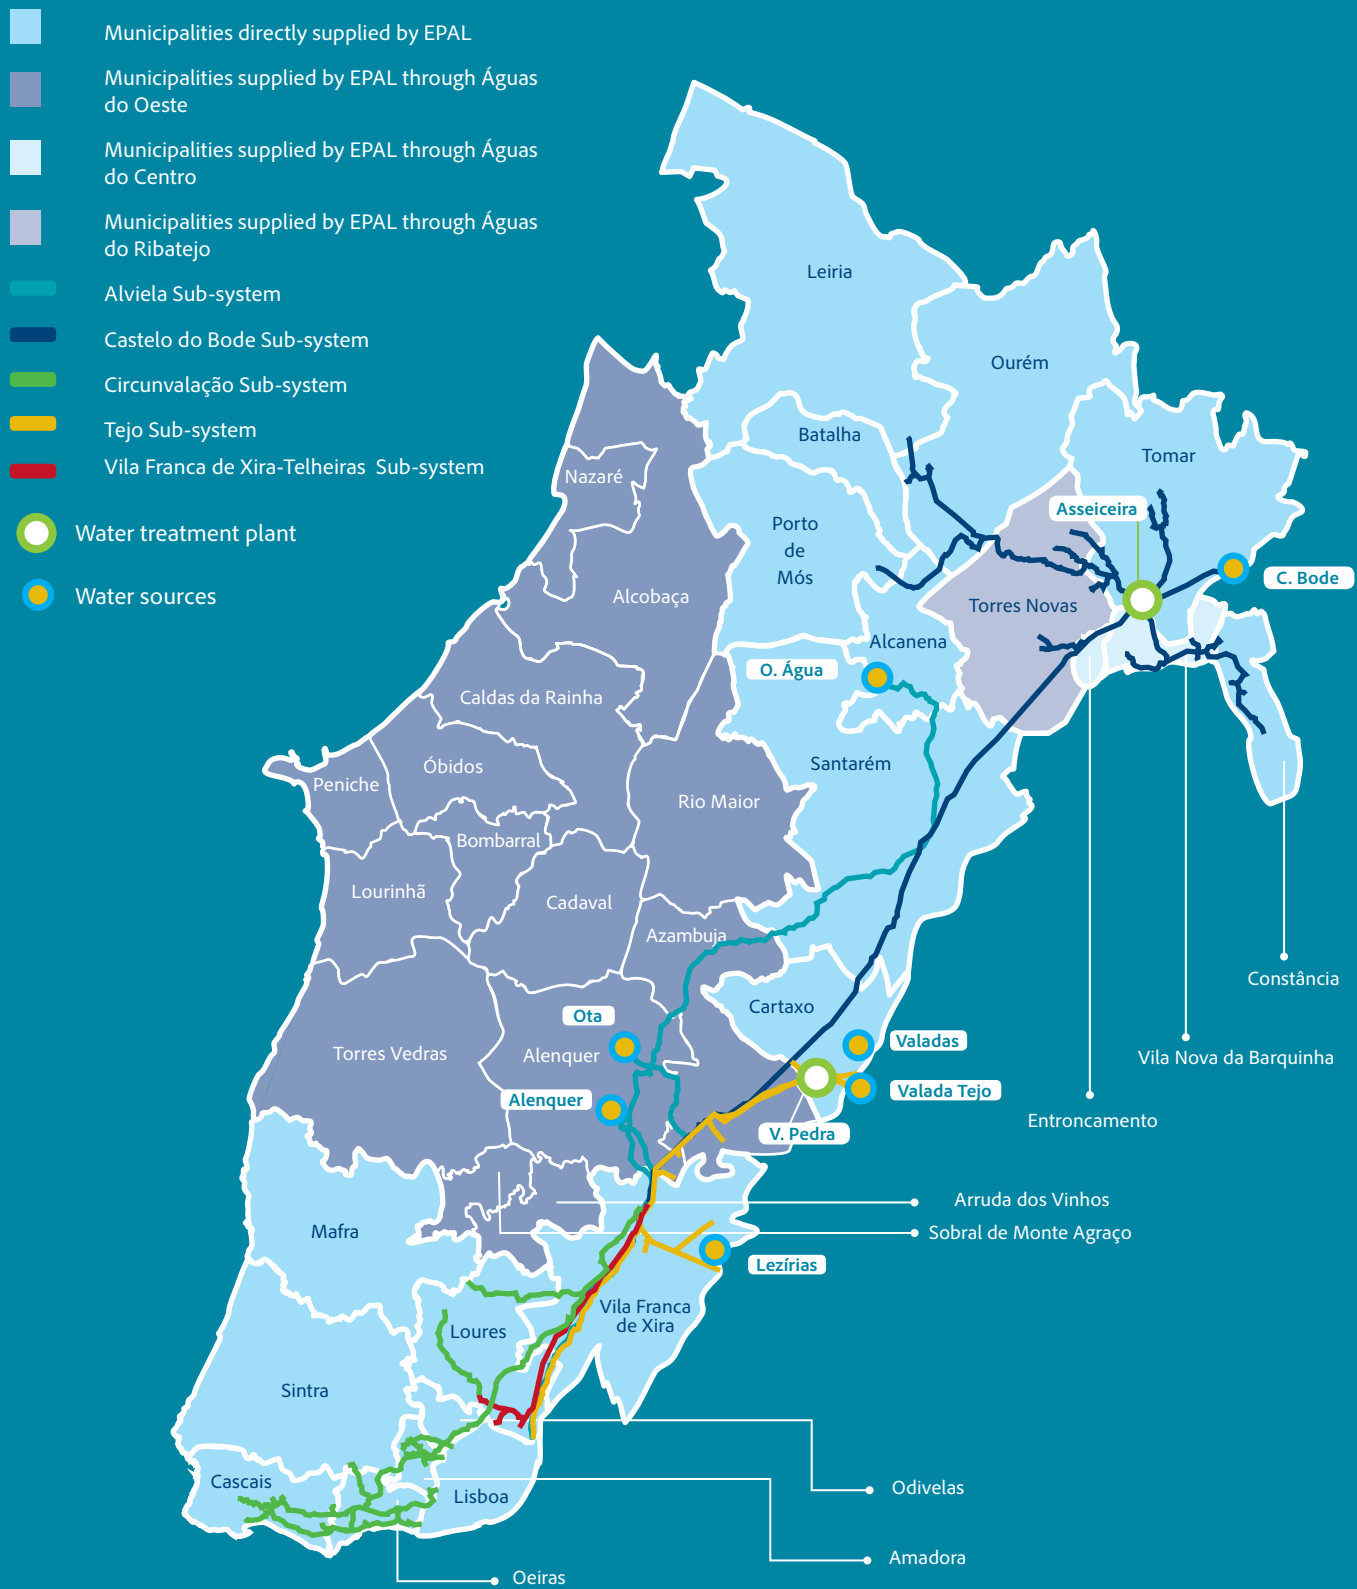 Municipalities directly supplied by EPAL
Municipalities supplied by EPAL through Águas
do Oeste
Municipalities supplied by EPAL through Águas
do Centro
Municipalities supplied by EPAL through Águas
do Ribatejo
Alviela Sub-system
Castelo do Bode Sub-system
Circunvalação Sub-system
Tejo Sub-system
Vila Franca de Xira-Telheiras Sub-system
Water treatment plant
Water sources
Leiria
Ourém
Batalha
Tomar
Nazaré
Asseiceira
Porto
de
Mós
C. Bode
Alcobaça
Torres Novas
Alcanena
O. Água
Caldas da Rainha
Santarém
Óbidos
Peniche
Rio Maior
Bombarral
Lourinhã
Cadaval
Azambuja
Constância
Cartaxo
Ota
Valadas
Torres Vedras
Alenquer
Vila Nova da Barquinha
Valada Tejo
Alenquer
Entroncamento
V. Pedra
Arruda dos Vinhos
Mafra
Sobral de Monte Agraço
Lezírias
Vila Franca
de Xira
Loures
Sintra
Cascais
Odivelas
Lisboa
Amadora
Oeiras